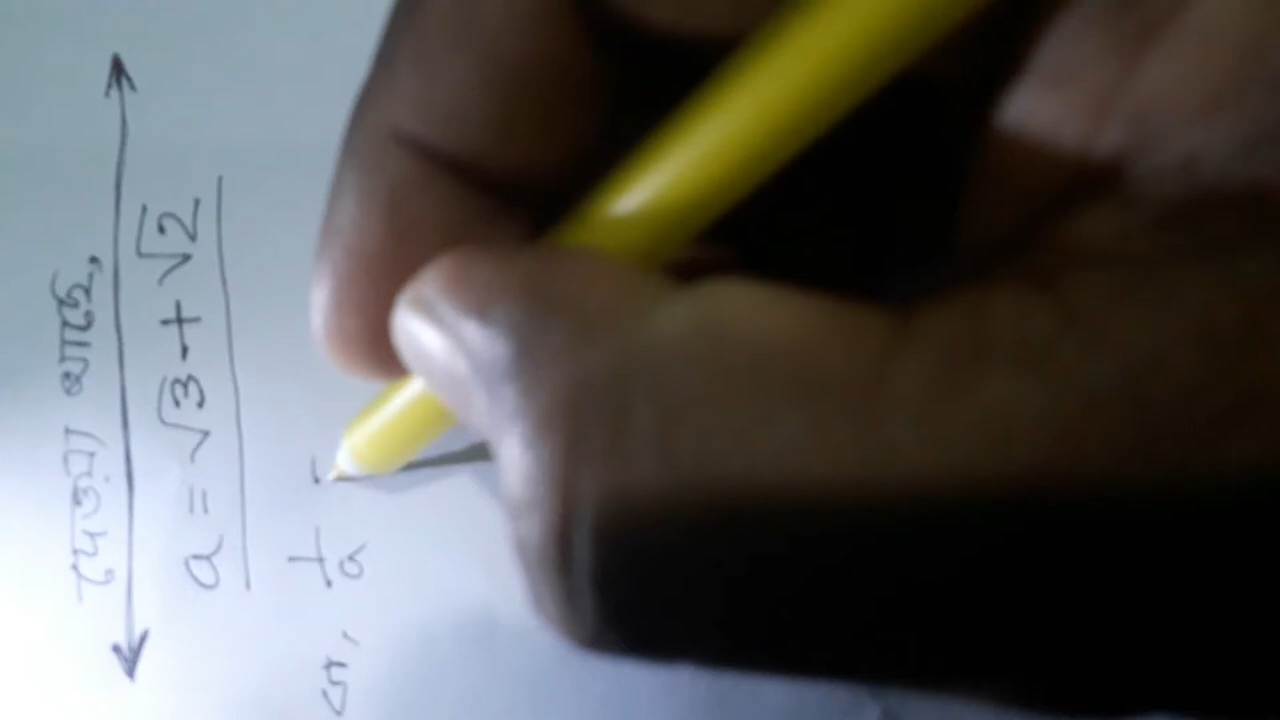 দেওয়া আছে,
a = √3 + √2
বা, 1/a -